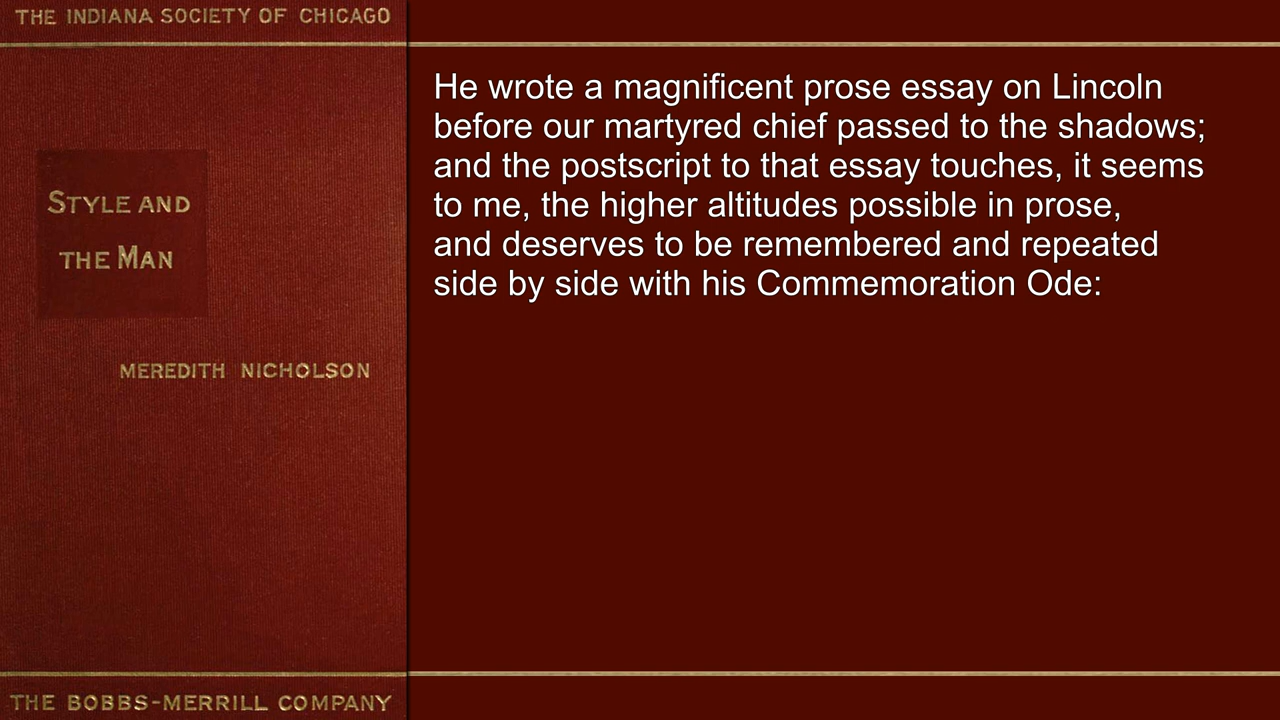 THE INDIANA SOCIETY OF CHICAGO
STYLE AND
THE MAN
MEREDITH NICHOLSON
THE BOBBS-MERRILL COMPANY
He wrote a magnificent prose essay on Lincoln
before our martyred chief passed to the shadows;
and the postscript to that essay touches, it seems
to me, the higher altitudes possible in prose,
and deserves to be remembered and repeated
side by side with his Commemoration Ode: